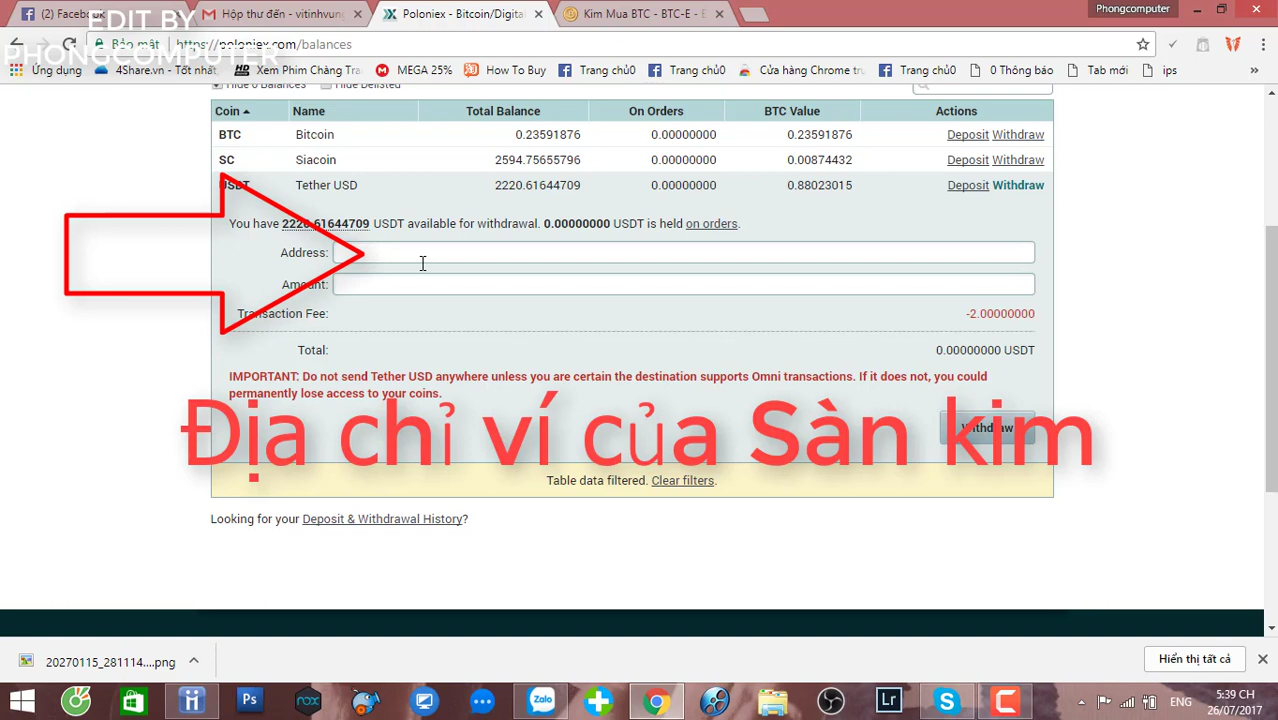 (2) Facebook
Hộp thư đến - vitinhvung
Poloniex - Bitcoin/Digita
Kim Mua BTC - BTC-E - E
Phongcomputer
EDIT BY
PHONGCOMPUTER
Bảo mật
https://poloniex.com/balances
Ứng dụng
4Share.vn - Tốt nhất
HD
Xem Phim Chàng Tra
MEGA 25%
How To Buy
Trang chủ0
Trang chủ0
Cửa hàng Chrome tr
Trang chủ0
0 Thông báo
Tab mới
ips
Hide 0 Balances
Hide Delisted
Coin Name Total Balance On Orders BTC Value Actions
BTC Bitcoin 0.23591876 0.00000000 0.23591876 Deposit Withdraw
SC Siacoin 2594.75655796 0.00000000 0.00874432 Deposit Withdraw
USDT Tether USD 2220.61644709 0.00000000 0.88023015 Deposit Withdraw
You have 2220.61644709 USDT available for withdrawal. 0.00000000 USDT is held on orders.
Address:
Amount:
Transaction Fee: -2.00000000
Total: 0.00000000 USDT
IMPORTANT: Do not send Tether USD anywhere unless you are certain the destination supports Omni transactions. If it does not, you could
permanently lose access to your coins.
Withdraw
Địa chỉ ví của Sàn kim
Table data filtered. Clear filters.
Looking for your Deposit & Withdrawal History?
20270115_281114....png
Hiển thị tất cả
Ps
nox
Zalo
Lr
ENG
5:39 CH
26/07/2017